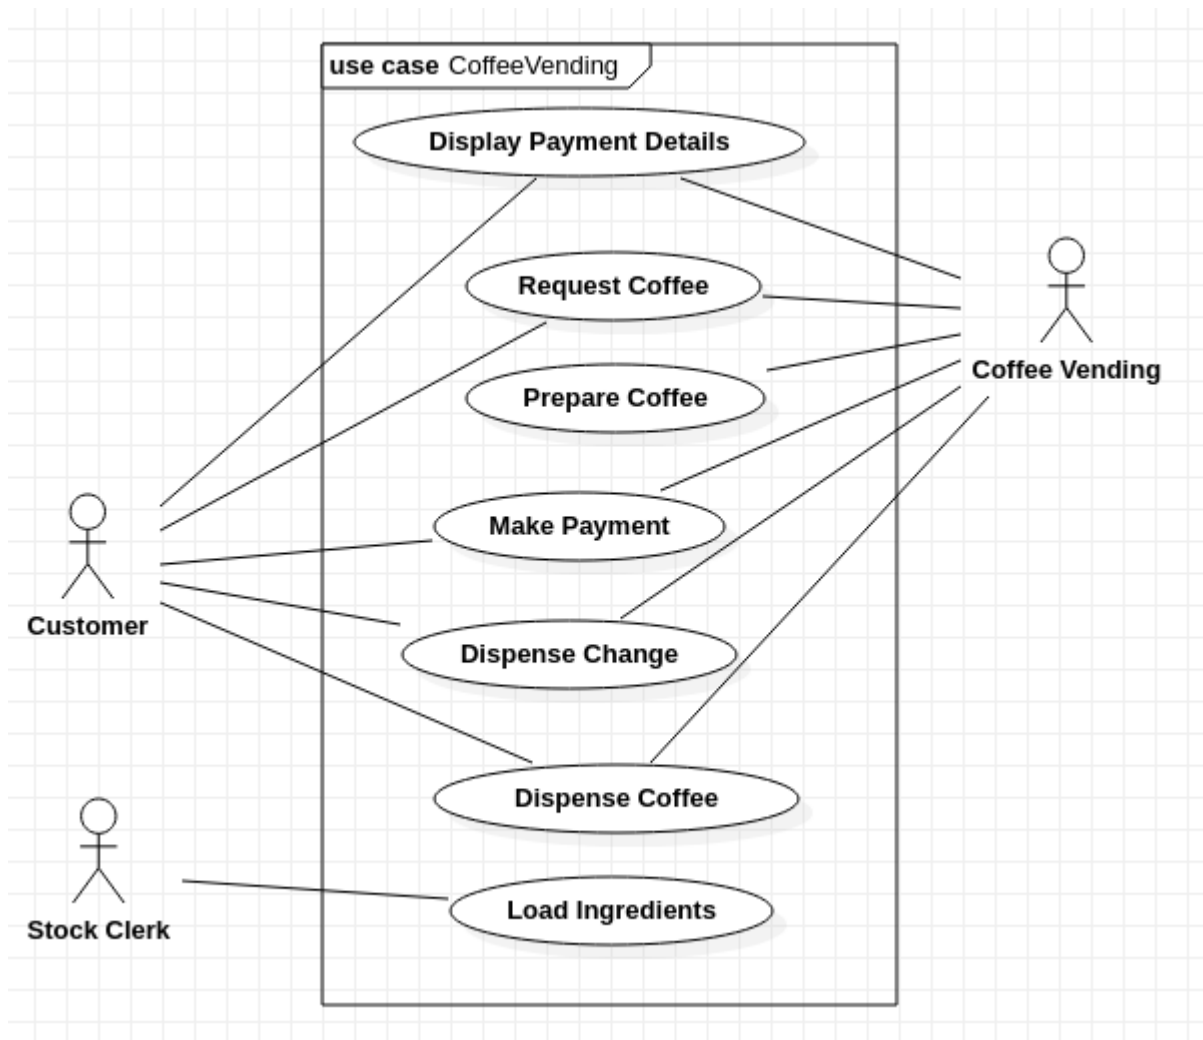 use case CoffeeVending
Display Payment Details
Request Coffee
Coffee Vending
Prepare Coffee
Make Payment
Customer
Dispense Change
Dispense Coffee
Load Ingredients
Stock Clerk